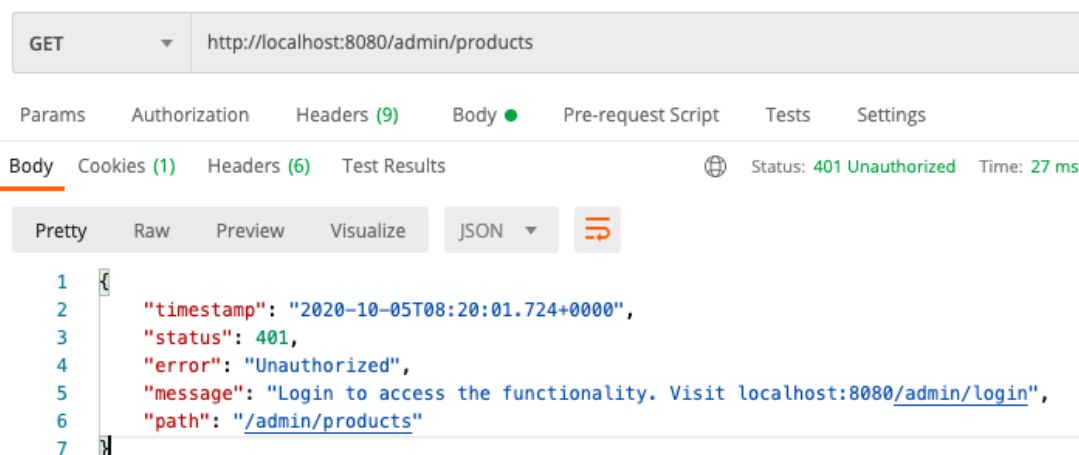 GET http://localhost:8080/admin/products
Params Authorization Headers (9) Body Pre-request Script Tests Settings
Body Cookies (1) Headers (6) Test Results Status: 401 Unauthorized Time: 27 ms
Pretty Raw Preview Visualize JSON
1 {
2 "timestamp": "2020-10-05T08:20:01.724+0000",
3 "status": 401,
4 "error": "Unauthorized",
5 "message": "Login to access the functionality. Visit localhost:8080/admin/login",
6 "path": "/admin/products"
7 }